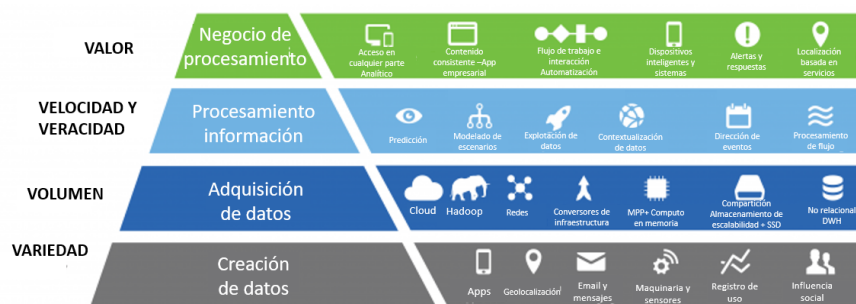 VALOR
Negocio de
procesamiento
Acceso en
cualquier parte
Analítico
Contenido
consistente –App
empresarial
Flujo de trabajo e
interacción
Automatización
Dispositivos
inteligentes y
sistemas
Alertas y
respuestas
Localización
basada en
servicios
VELOCIDAD Y
VERACIDAD
Procesamiento
información
Predicción
Modelado de
escenarios
Explotación de
datos
Contextualización
de datos
Dirección de
eventos
Procesamiento
de flujo
VOLUMEN
Adquisición
de datos
Cloud
Hadoop
Redes
Conversores de
infraestructura
MPP+ Computo
en memoria
Compartición
Almacenamiento de
escalabilidad + SSD
No relacional
DWH
VARIEDAD
Creación
de datos
Apps
Geolocalización
Email y
mensajes
Maquinaria y
sensores
Registro de
uso
Influencia
social